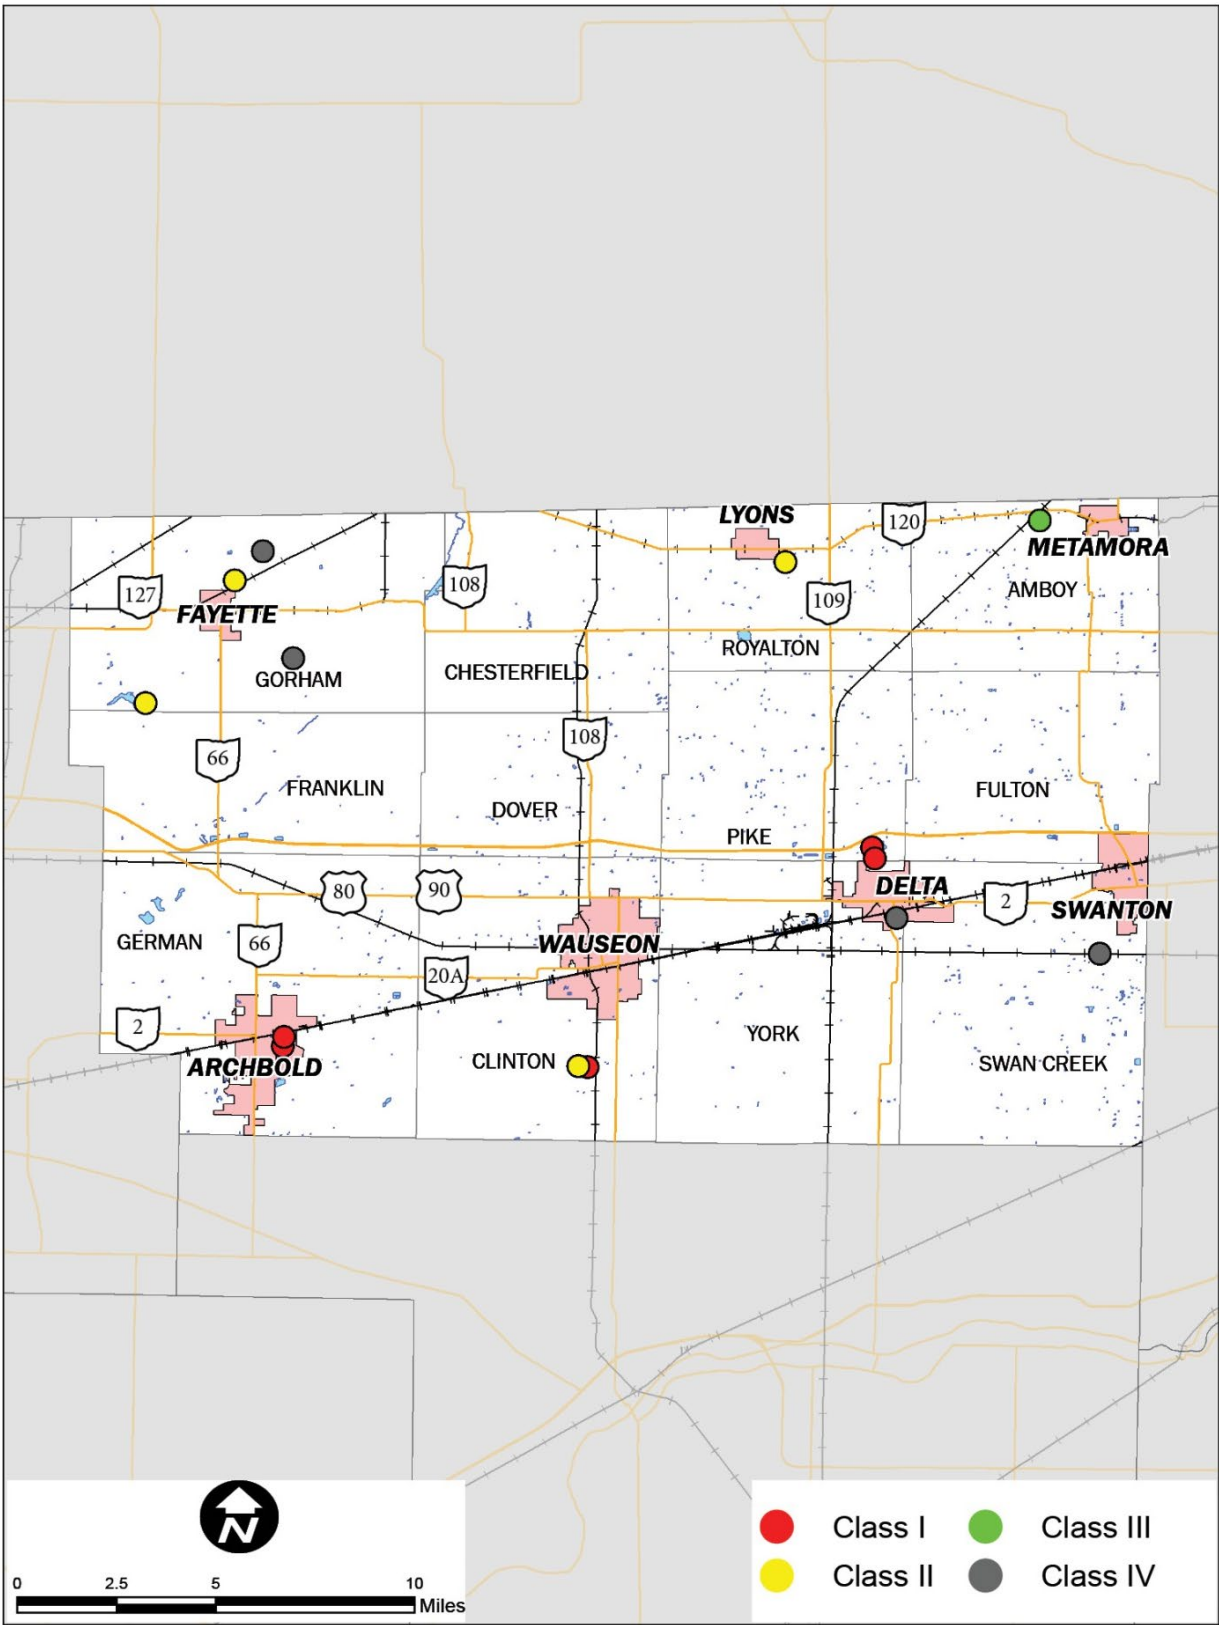 LYONS
120
METAMORA
127
108
AMBOY
109
FAYETTE
ROYALTON
CHESTERFIELD
GORHAM
108
66
FRANKLIN
FULTON
DOVER
PIKE
DELTA
80
90
2
SWANTON
GERMAN
66
WAUSEON
20A
2
YORK
CLINTON
SWAN CREEK
ARCHBOLD
N
0 2.5 5 10
Miles
Class I
Class III
Class II
Class IV